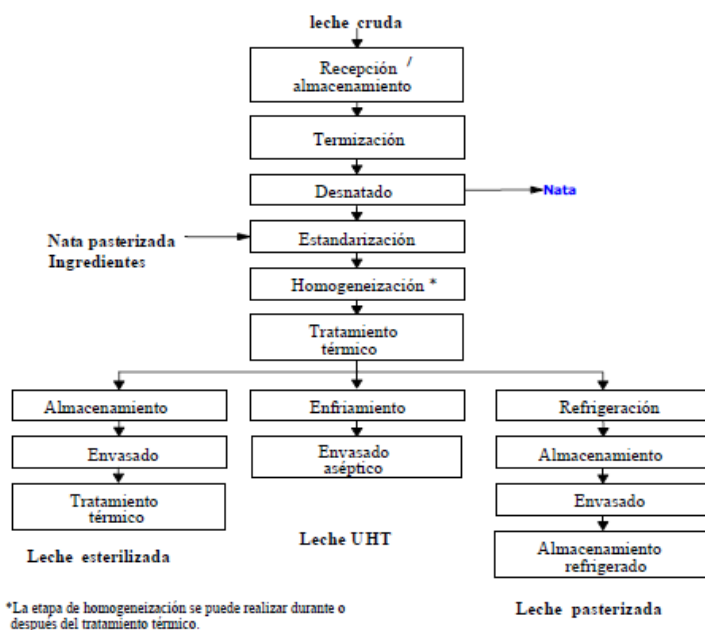 leche cruda
Recepción /
almacenamiento
Termización
Desnatado
Nata
Nata pasterizada
Ingredientes
Estandarización
Homogeneización *
Tratamiento
térmico
Almacenamiento
Envasado
Tratamiento
térmico
Leche esterilizada
Enfriamiento
Envasado
aséptico
Leche UHT
Refrigeración
Almacenamiento
Envasado
Almacenamiento
refrigerado
Leche pasterizada
*La etapa de homogeneización se puede realizar durante o
después del tratamiento térmico.